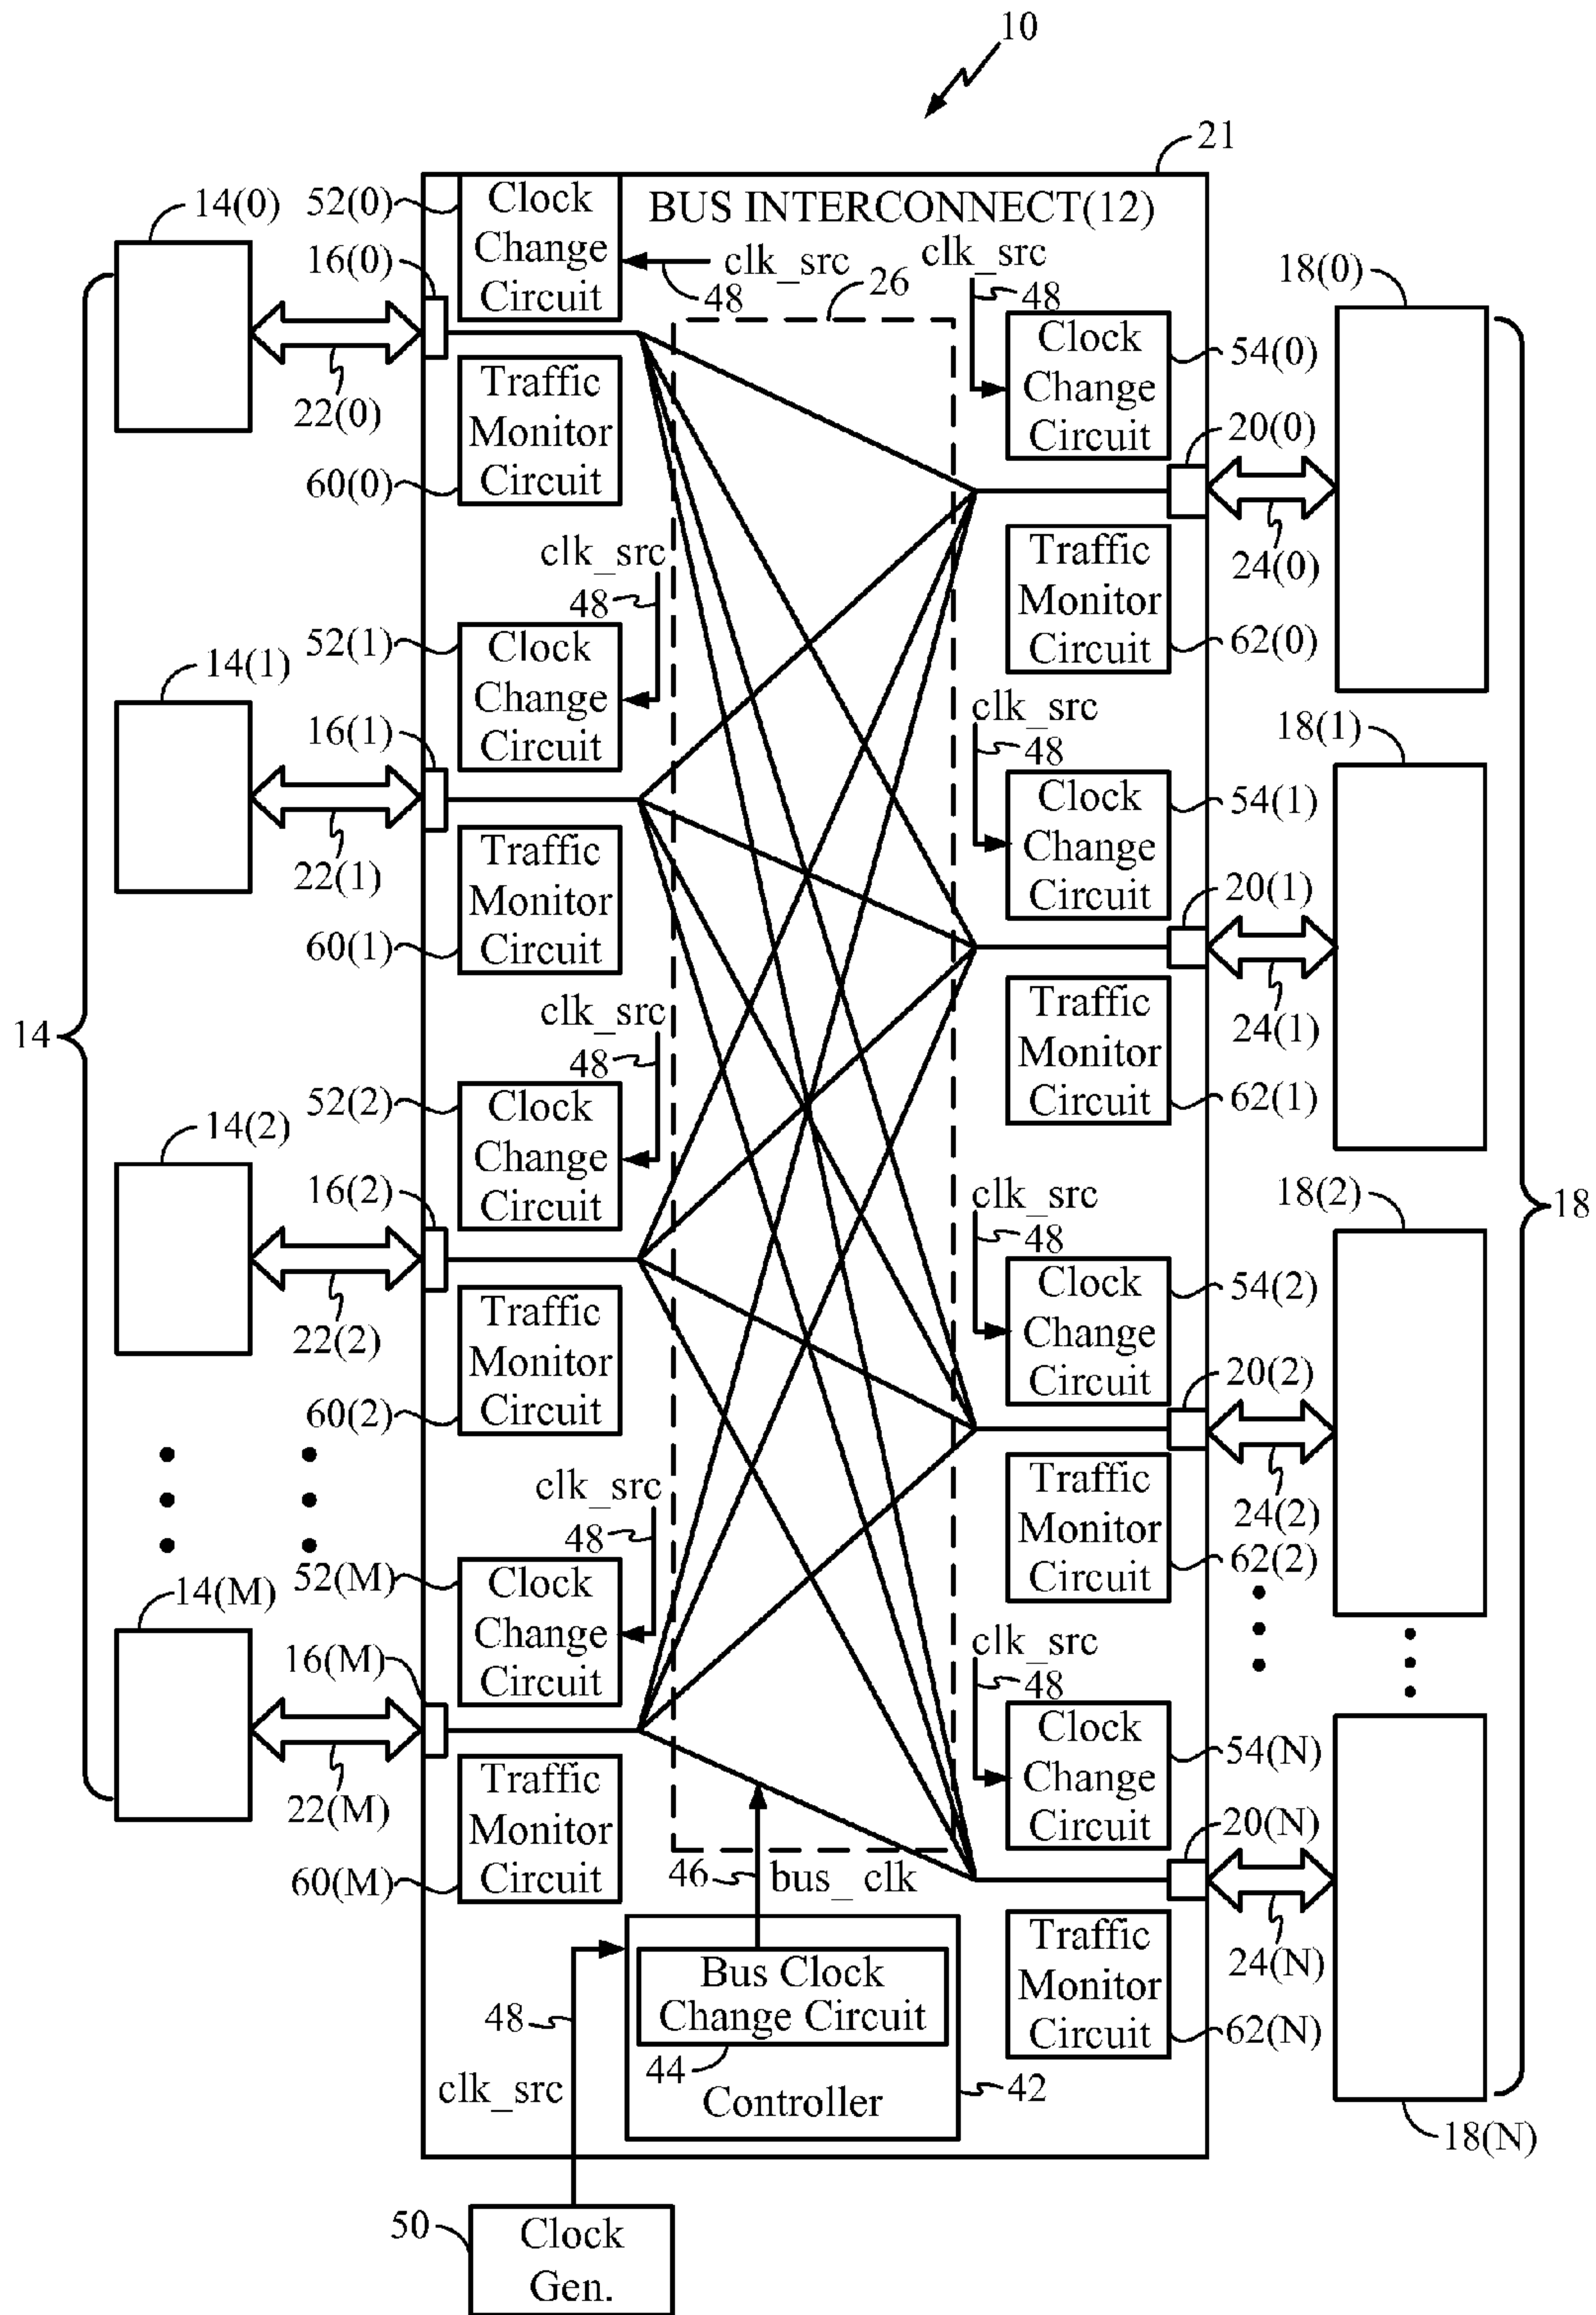 10
21
14(0)
52(0)
Clock
Change
Circuit
BUS INTERCONNECT(12)
16(0)
clk_src
48
clk_src
48
26
18(0)
Clock
Change
Circuit
54(0)
22(0)
Traffic
Monitor
Circuit
60(0)
20(0)
24(0)
clk_src
48
Traffic
Monitor
Circuit
62(0)
52(1)
Clock
Change
Circuit
14(1)
16(1)
clk_src
48
18(1)
Clock
Change
Circuit
54(1)
22(1)
Traffic
Monitor
Circuit
60(1)
20(1)
24(1)
14
clk_src
48
Traffic
Monitor
Circuit
62(1)
52(2)
Clock
Change
Circuit
14(2)
16(2)
clk_src
48
18(2)
18
Clock
Change
Circuit
54(2)
22(2)
Traffic
Monitor
Circuit
60(2)
20(2)
24(2)
clk_src
48
Traffic
Monitor
Circuit
62(2)
52(M)
Clock
Change
Circuit
14(M)
16(M)
clk_src
48
Clock
Change
Circuit
54(N)
22(M)
Traffic
Monitor
Circuit
60(M)
20(N)
46
bus_ clk
24(N)
Traffic
Monitor
Circuit
62(N)
Bus Clock
Change Circuit
44
Controller
42
48
clk_src
18(N)
50
Clock
Gen.